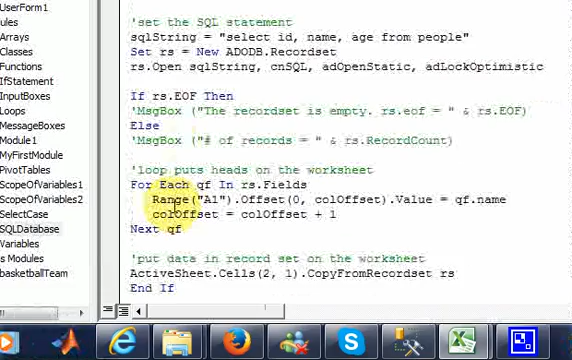 UserForm1
ules
Arrays
Classes
Functions
IfStatement
InputBoxes
Loops
MessageBoxes
Module1
MyFirstModule
PivotTables
ScopeOfVariables1
ScopeOfVariables2
SelectCase
SQLDatabase
Variables
s Modules
basketballTeam
'set the SQL statement
sqlString = "select id, name, age from people"
Set rs = New ADODB.Recordset
rs.Open sqlString, cnSQL, adOpenStatic, adLockOptimistic
If rs.EOF Then
'MsgBox ("The recordset is empty. rs.eof = " & rs.EOF)
Else
'MsgBox ("# of records = " & rs.RecordCount)
'loop puts heads on the worksheet
For Each qf In rs.Fields
Range("A1").Offset(0, colOffset).Value = qf.name
colOffset = colOffset + 1
Next qf
'put data in record set on the worksheet
ActiveSheet.Cells(2, 1).CopyFromRecordset rs
End If